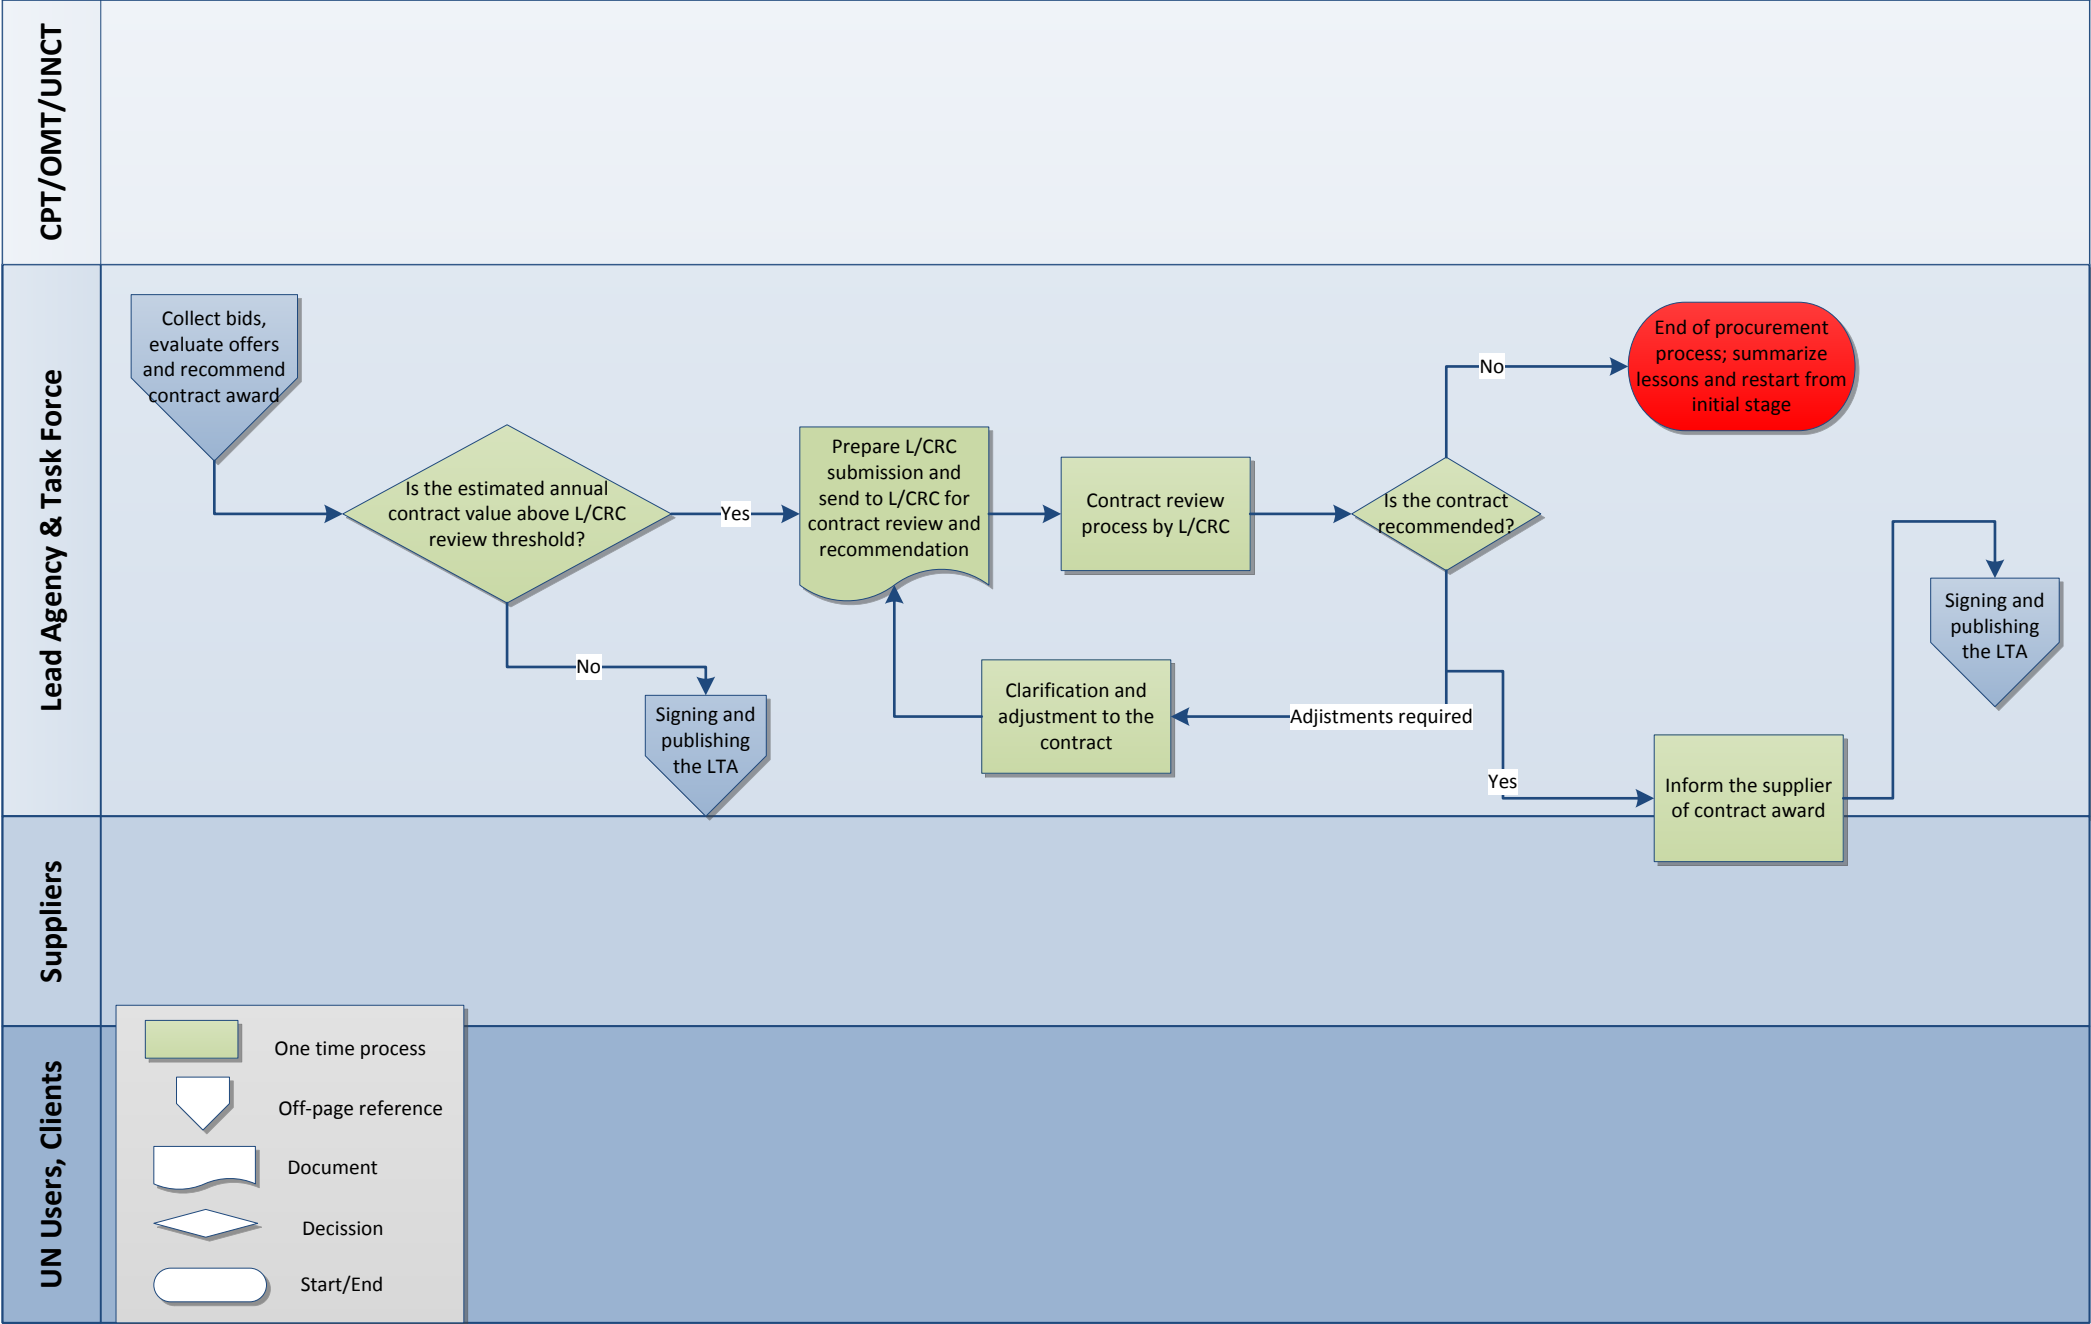 CPT/OMT/UNCT
Lead Agency & Task Force
Collect bids,
evaluate offers
and recommend
contract award
Is the estimated annual
contract value above L/CRC
review threshold?
Yes
No
Signing and
publishing
the LTA
Prepare L/CRC
submission and
send to L/CRC for
contract review and
recommendation
Contract review
process by L/CRC
Is the contract
recommended?
No
End of procurement
process; summarize
lessons and restart from
initial stage
Adjistments required
Clarification and
adjustment to the
contract
Yes
Inform the supplier
of contract award
Signing and
publishing
the LTA
Suppliers
UN Users, Clients
One time process
Off-page reference
Document
Decission
Start/End